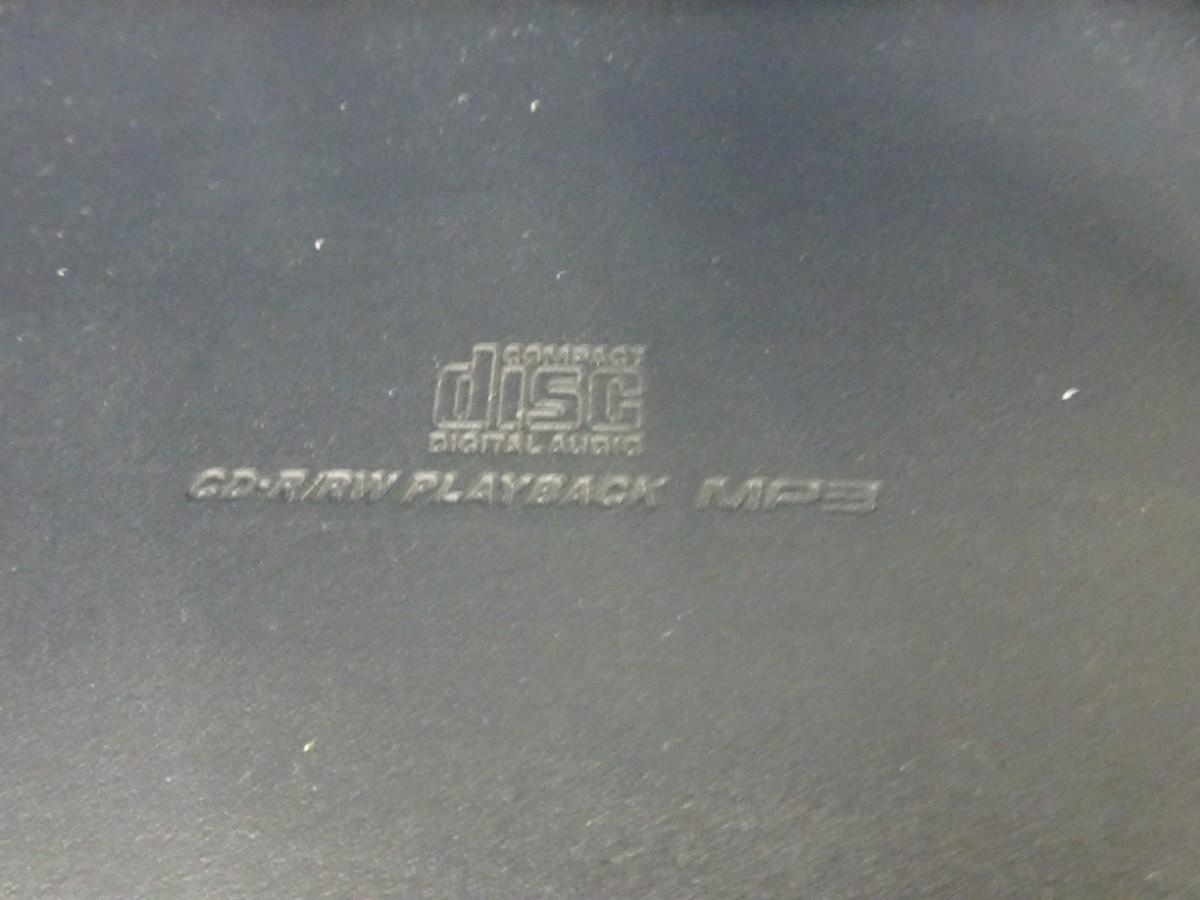 COMPACT
disc
DIGITAL AUDIO
CD-R/RW PLAYBACK MP3